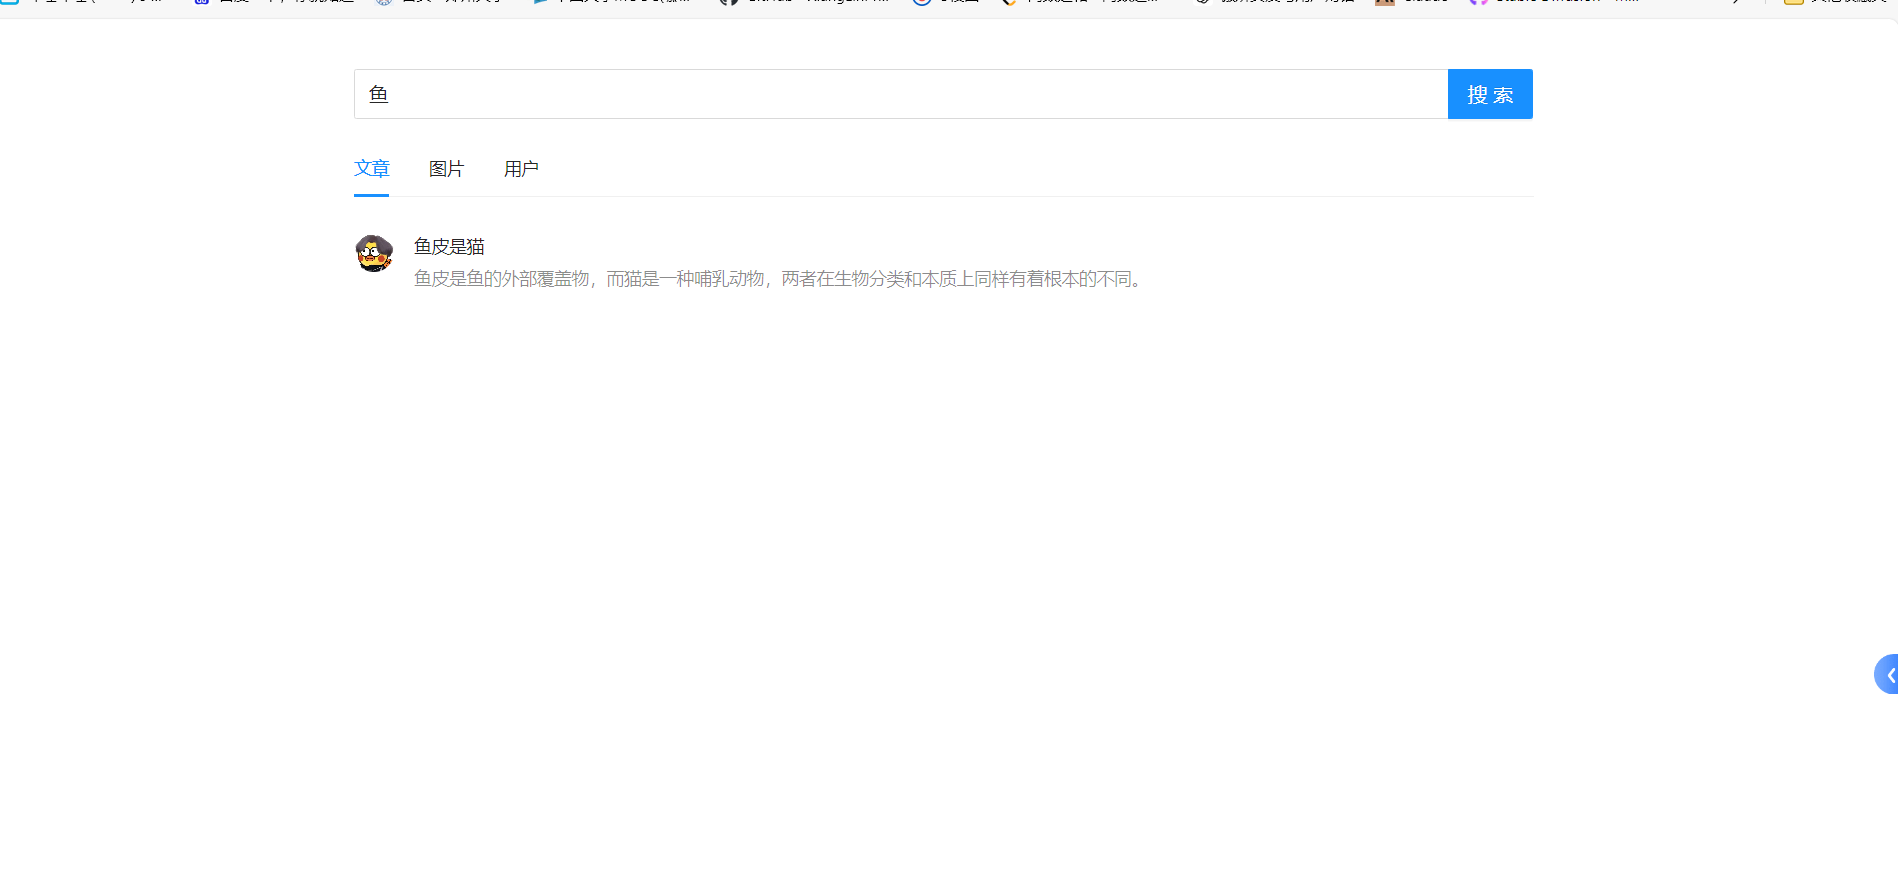 鱼
搜 索
文章 图片 用户
鱼皮是猫
鱼皮是鱼的外部覆盖物，而猫是一种哺乳动物，两者在生物分类和本质上同样有着根本的不同。